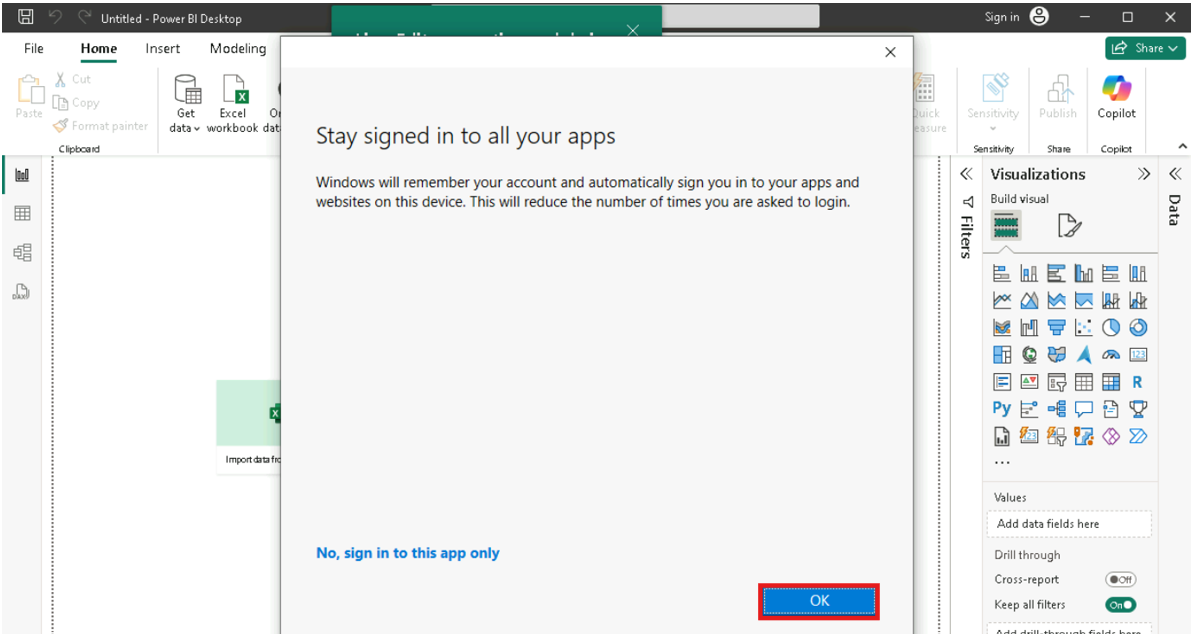 Untitled - Power BI Desktop
Sign in
File
Home
Insert
Modeling
Share
Paste
Cut
Copy
Format painter
Clipboard
Get
data
Excel
workbook
Sensitivity
Sensitivity
Publish
Share
Copilot
Copilot
Stay signed in to all your apps
Windows will remember your account and automatically sign you in to your apps and
websites on this device. This will reduce the number of times you are asked to login.
Import data
No, sign in to this app only
OK
Filters
Visualizations
Build visual
123
R
Py
Values
Add data fields here
Drill through
Cross-report
Off
Keep all filters
On
Add drill-through fields here
Data